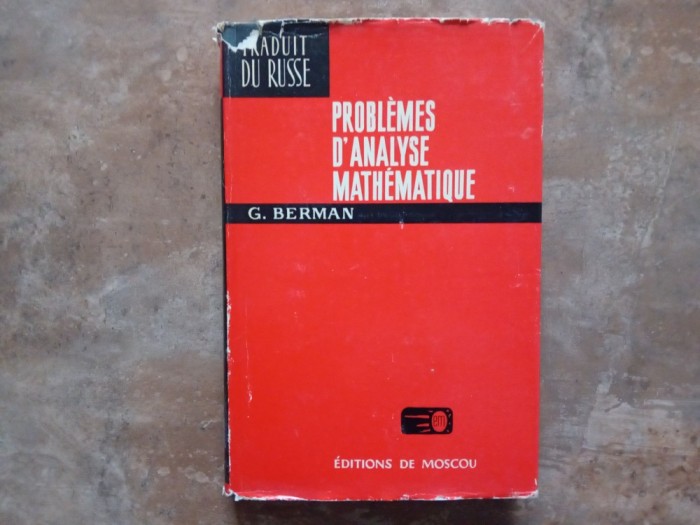 TRADUIT
DU RUSSE
PROBLÈMES
D'ANALYSE
MATHÉMATIQUE
G. BERMAN
ÉDITIONS DE MOSCOU